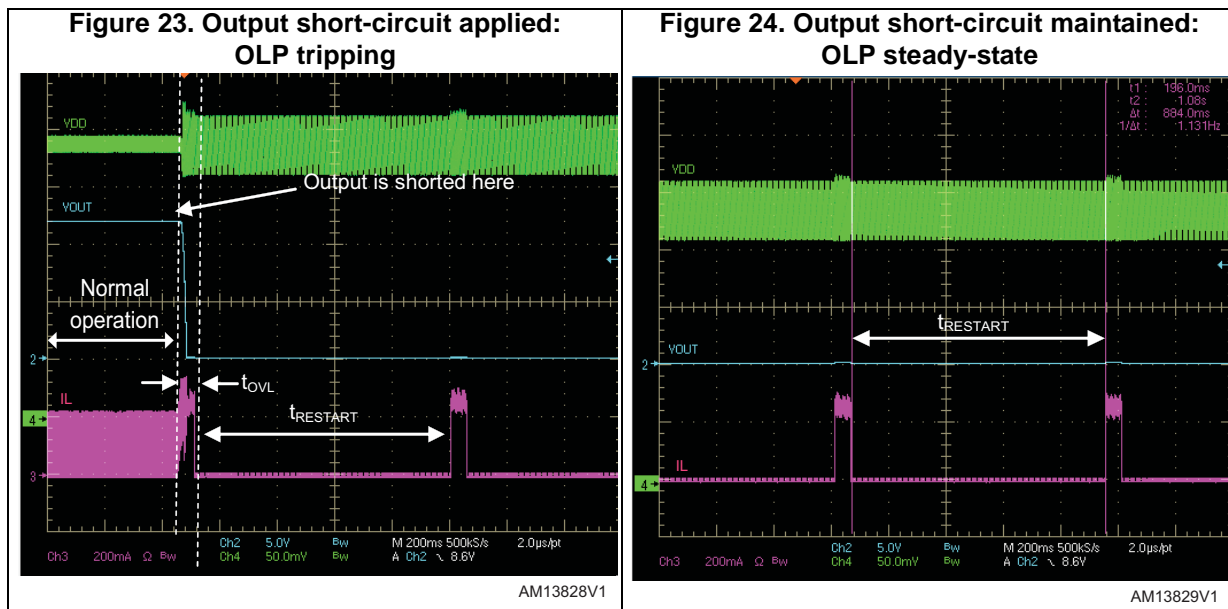 Figure 23. Output short-circuit applied:
OLP tripping
VDD
Output is shorted here
VOUT
Normal
operation
2
tOVL
IL
4
tRESTART
3
Ch2 5.0V Bw M 200ms 500kS/s 2.0µs/pt
Ch3 200mA Ω Bw Ch4 50.0mV Bw A Ch2 ∖ 8.6V
AM13828V1
Figure 24. Output short-circuit maintained:
OLP steady-state
t1 : 196.0ms
t2 : -1.08s
Δt : 884.0ms
1/Δt : 1.131Hz
VDD
tRESTART
VOUT
2
IL
4
Ch2 5.0V Bw M 200ms 500kS/s 2.0µs/pt
Ch3 200mA Ω Bw Ch4 50.0mV Bw A Ch2 ∖ 8.6V
AM13829V1